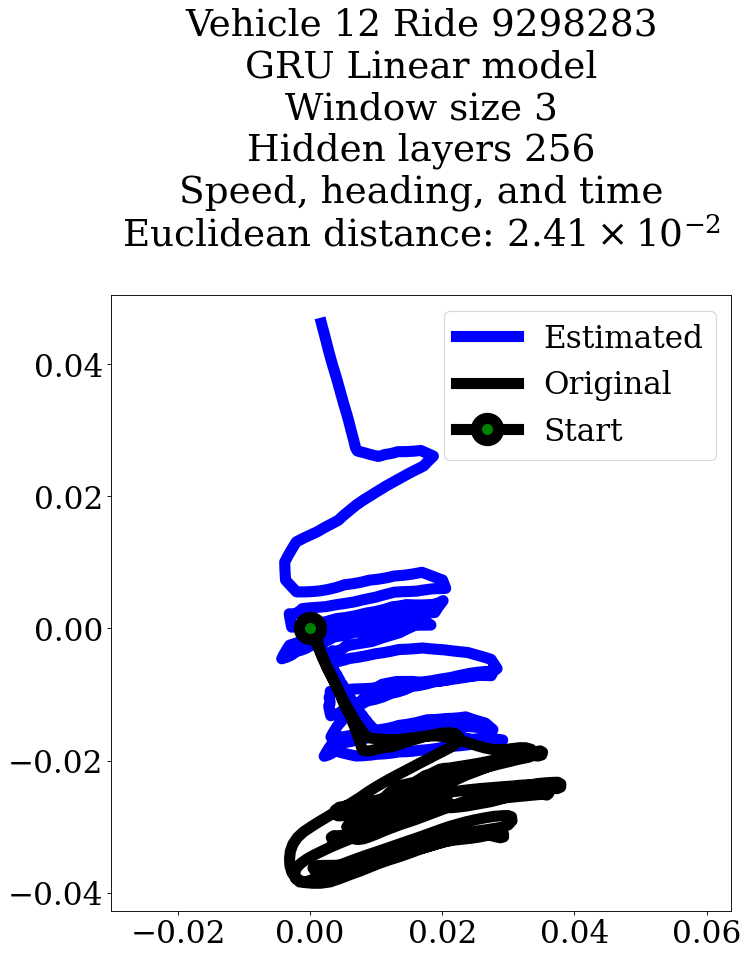 Vehicle 12 Ride 9298283
GRU Linear model
Window size 3
Hidden layers 256
Speed, heading, and time
Euclidean distance: 2.41 × 10⁻²
Estimated
Original
Start
0.04
0.02
0.00
−0.02
−0.04
−0.02
0.00
0.02
0.04
0.06